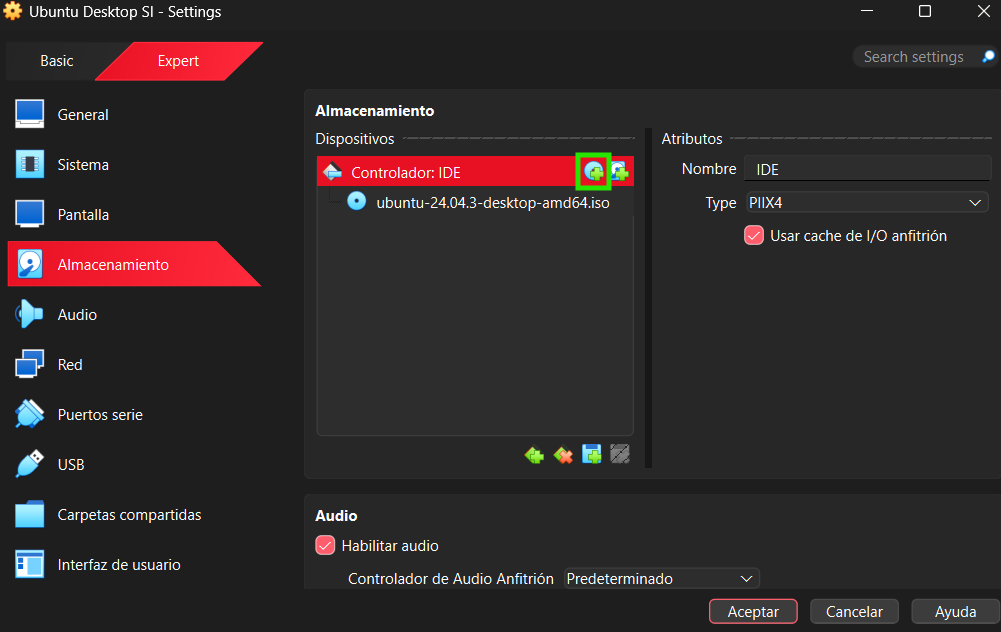 Ubuntu Desktop SI - Settings
Basic
Expert
Search settings
General
Sistema
Pantalla
Almacenamiento
Audio
Red
Puertos serie
USB
Carpetas compartidas
Interfaz de usuario
Almacenamiento
Dispositivos
Controlador: IDE
ubuntu-24.04.3-desktop-amd64.iso
Atributos
Nombre IDE
Type PIIX4
Usar cache de I/O anfitrión
Audio
Habilitar audio
Controlador de Audio Anfitrión Predeterminado
Aceptar Cancelar Ayuda